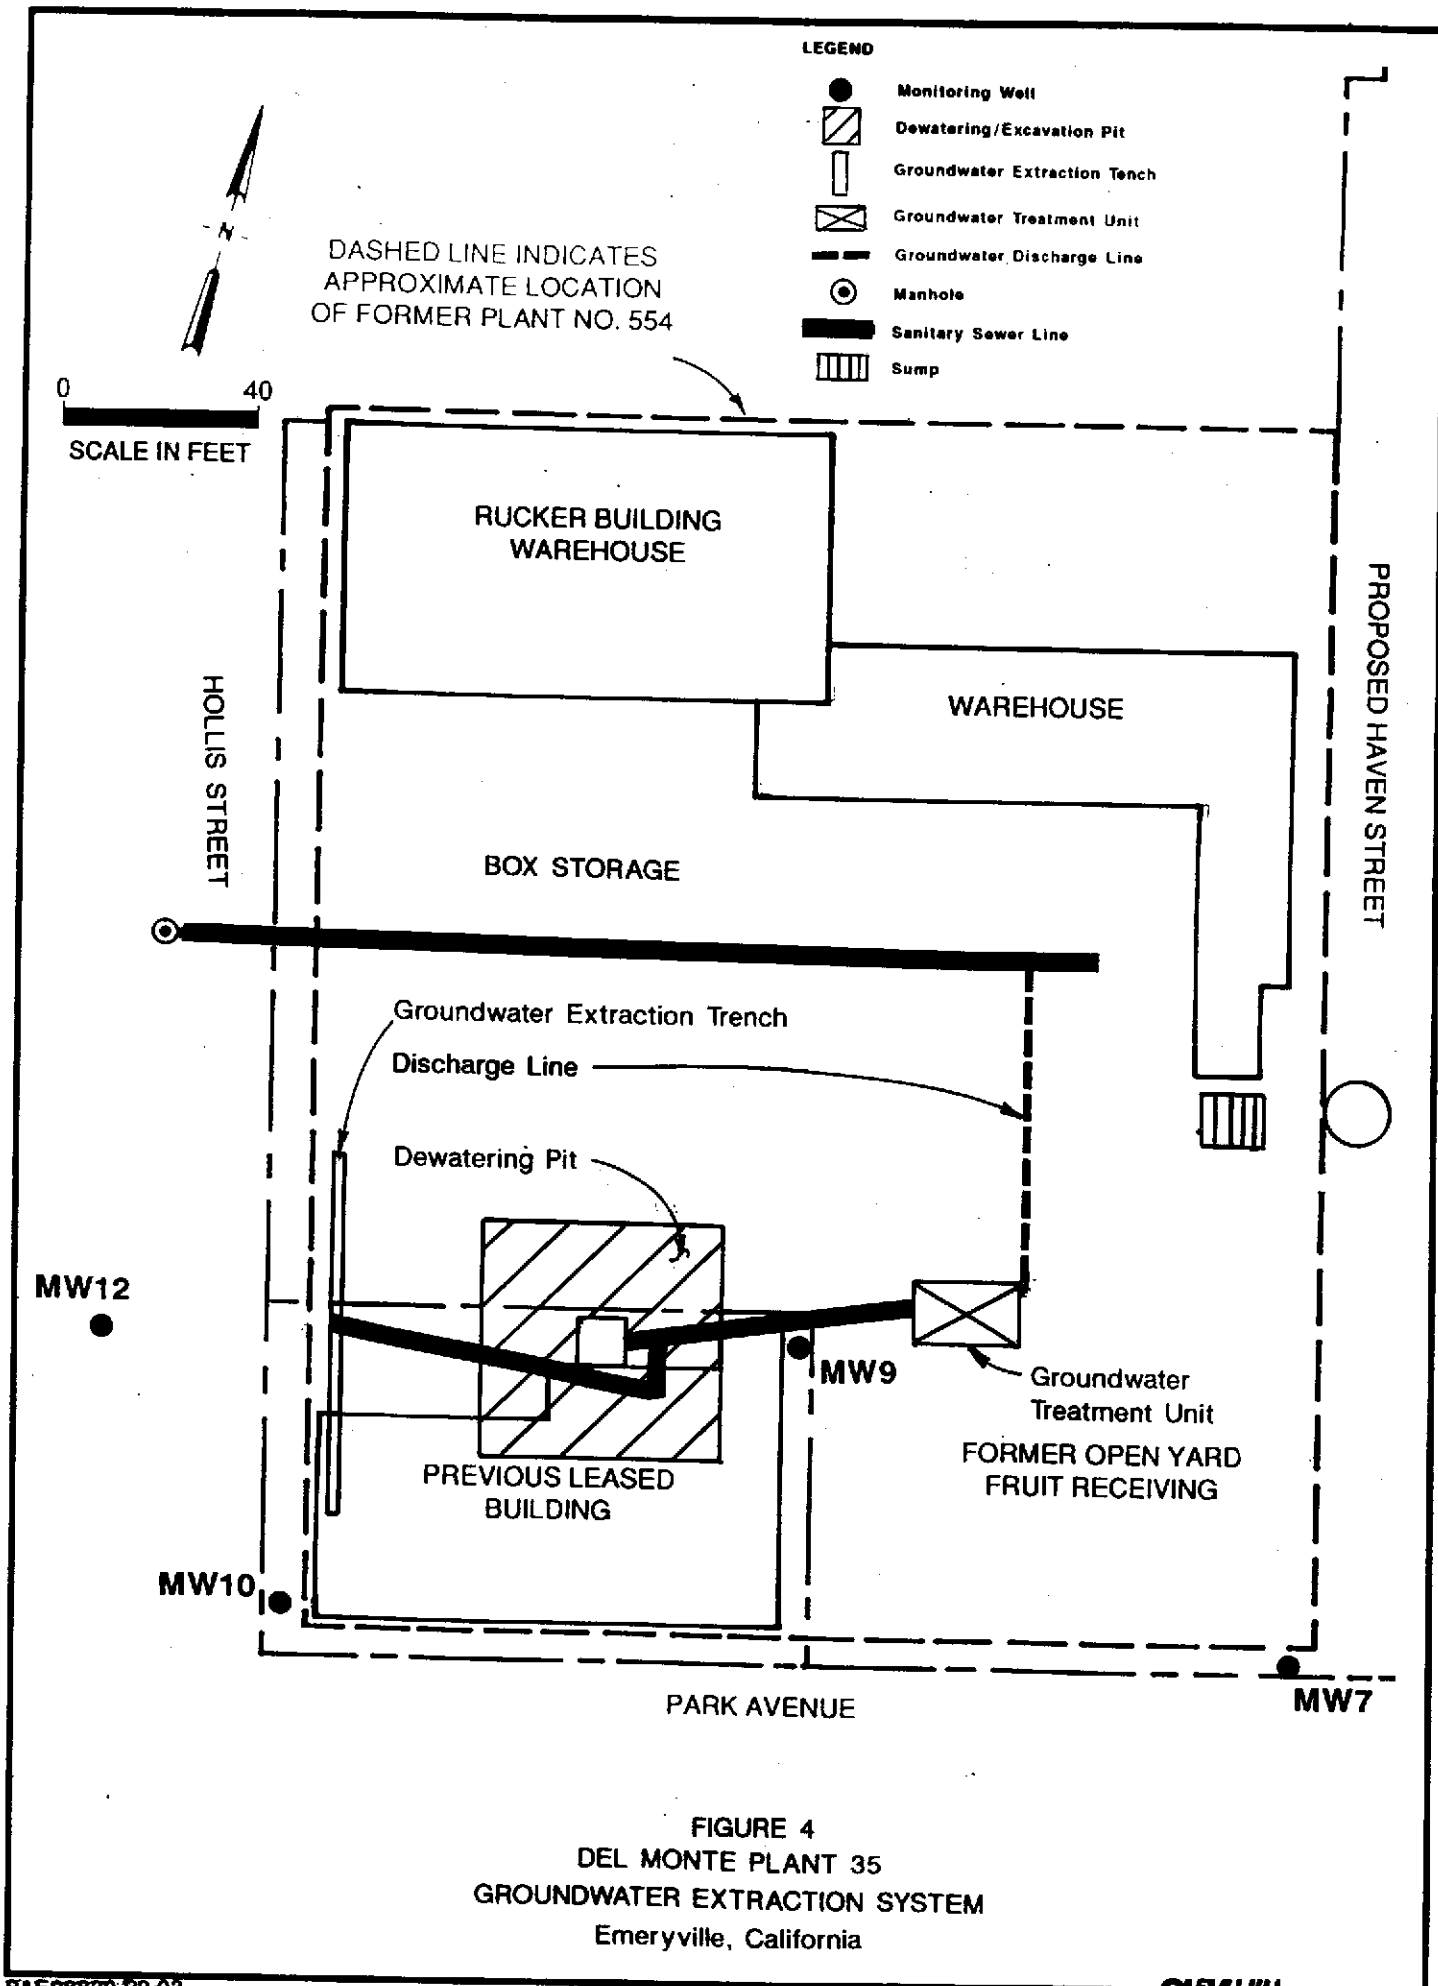 LEGEND
Monitoring Well
Dewatering/Excavation Pit
Groundwater Extraction Tench
Groundwater Treatment Unit
Groundwater Discharge Line
Manhole
Sanitary Sewer Line
Sump
N
DASHED LINE INDICATES
APPROXIMATE LOCATION
OF FORMER PLANT NO. 554
0 40
SCALE IN FEET
RUCKER BUILDING
WAREHOUSE
WAREHOUSE
HOLLIS STREET
PROPOSED HAVEN STREET
BOX STORAGE
Groundwater Extraction Trench
Discharge Line
Dewatering Pit
MW12
MW9
Groundwater
Treatment Unit
FORMER OPEN YARD
FRUIT RECEIVING
PREVIOUS LEASED
BUILDING
MW10
MW7
PARK AVENUE
FIGURE 4
DEL MONTE PLANT 35
GROUNDWATER EXTRACTION SYSTEM
Emeryville, California